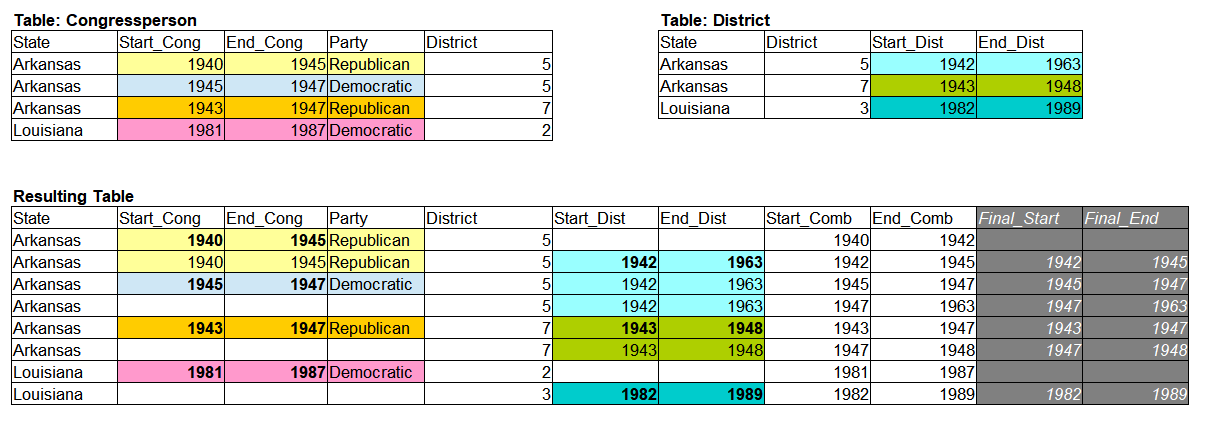 Table: Congressperson Table: District
State Start_Cong End_Cong Party District State District Start_Dist End_Dist
Arkansas 1940 1945 Republican 5 Arkansas 5 1942 1963
Arkansas 1945 1947 Democratic 5 Arkansas 7 1943 1948
Arkansas 1943 1947 Republican 7 Louisiana 3 1982 1989
Louisiana 1981 1987 Democratic 2
Resulting Table
State Start_Cong End_Cong Party District Start_Dist End_Dist Start_Comb End_Comb Final_Start Final_End
Arkansas 1940 1945 Republican 5 1940 1942
Arkansas 1940 1945 Republican 5 1942 1963 1942 1945 1942 1945
Arkansas 1945 1947 Democratic 5 1942 1963 1945 1947 1945 1947
Arkansas 5 1942 1963 1947 1963 1947 1963
Arkansas 1943 1947 Republican 7 1943 1948 1943 1947 1943 1947
Arkansas 7 1943 1948 1947 1948 1947 1948
Louisiana 1981 1987 Democratic 2 1981 1987
Louisiana 3 1982 1989 1982 1989 1982 1989